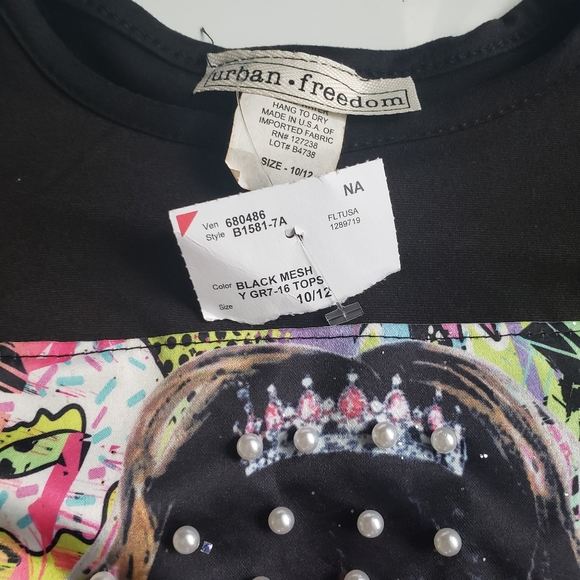 urban • freedom
HANG TO DRY
MADE IN U.S.A. OF
IMPORTED FABRIC
RN# 127238
LOT# B4738
SIZE - 10/12
NA
Ven 680486
Style B1581-7A
FLTUSA
1289719
Color BLACK MESH
Y GR7-16 TOPS
Size 10/12